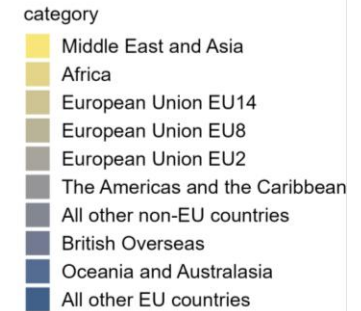 category
Middle East and Asia
Africa
European Union EU14
European Union EU8
European Union EU2
The Americas and the Caribbean
All other non-EU countries
British Overseas
Oceania and Australasia
All other EU countries